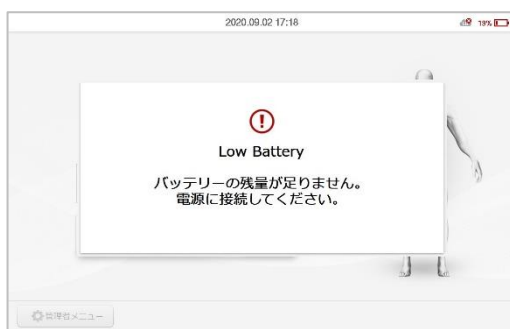 2020.09.02 17:18
19%
Low Battery
バッテリーの残量が足りません。
電源に接続してください。
管理者メニュー